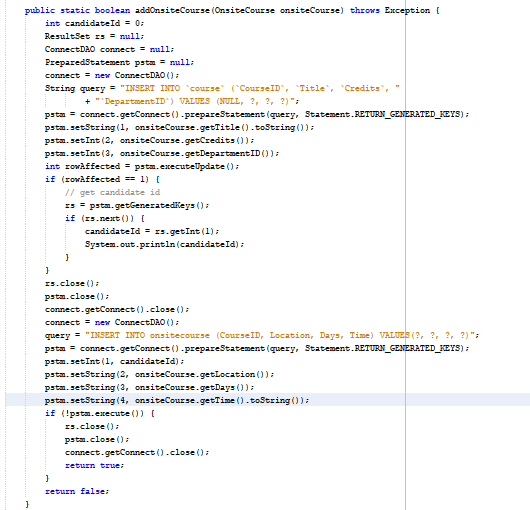 public static boolean addOnsiteCourse(OnsiteCourse onsiteCourse) throws Exception {
int candidateId = 0;
ResultSet rs = null;
ConnectDAO connect = null;
PreparedStatement pstm = null;
connect = new ConnectDAO();
String query = "INSERT INTO `course` (`CourseID`, `Title`, `Credits`, "
+ "`DepartmentID`) VALUES (NULL, ?, ?, ?)";
pstm = connect.getConnect().prepareStatement(query, Statement.RETURN_GENERATED_KEYS);
pstm.setString(1, onsiteCourse.getTitle().toString());
pstm.setInt(2, onsiteCourse.getCredits());
pstm.setInt(3, onsiteCourse.getDepartmentID());
int rowAffected = pstm.executeUpdate();
if (rowAffected == 1) {
// get candidate id
rs = pstm.getGeneratedKeys();
if (rs.next()) {
candidateId = rs.getInt(1);
System.out.println(candidateId);
}
}
rs.close();
pstm.close();
connect.getConnect().close();
connect = new ConnectDAO();
query = "INSERT INTO onsitecourse (CourseID, Location, Days, Time) VALUES(?, ?, ?, ?)";
pstm = connect.getConnect().prepareStatement(query, Statement.RETURN_GENERATED_KEYS);
pstm.setInt(1, candidateId);
pstm.setString(2, onsiteCourse.getLocation());
pstm.setString(3, onsiteCourse.getDays());
pstm.setString(4, onsiteCourse.getTime().toString());
if (!pstm.execute()) {
rs.close();
pstm.close();
connect.getConnect().close();
return true;
}
return false;
}